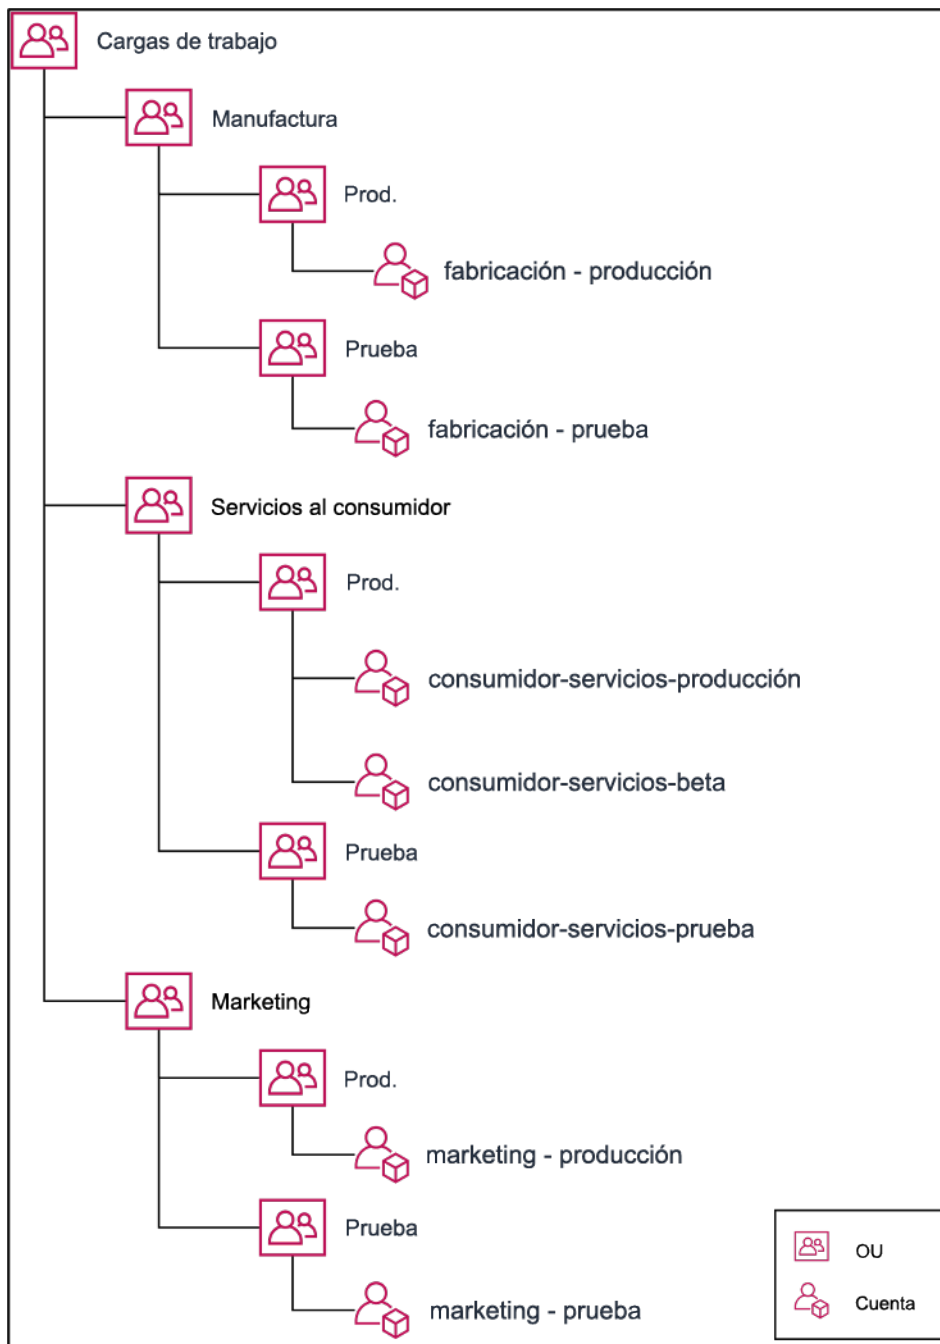 Cargas de trabajo
Manufactura
Prod.
fabricación - producción
Prueba
fabricación - prueba
Servicios al consumidor
Prod.
consumidor-servicios-producción
consumidor-servicios-beta
Prueba
consumidor-servicios-prueba
Marketing
Prod.
marketing - producción
Prueba
marketing - prueba
OU
Cuenta